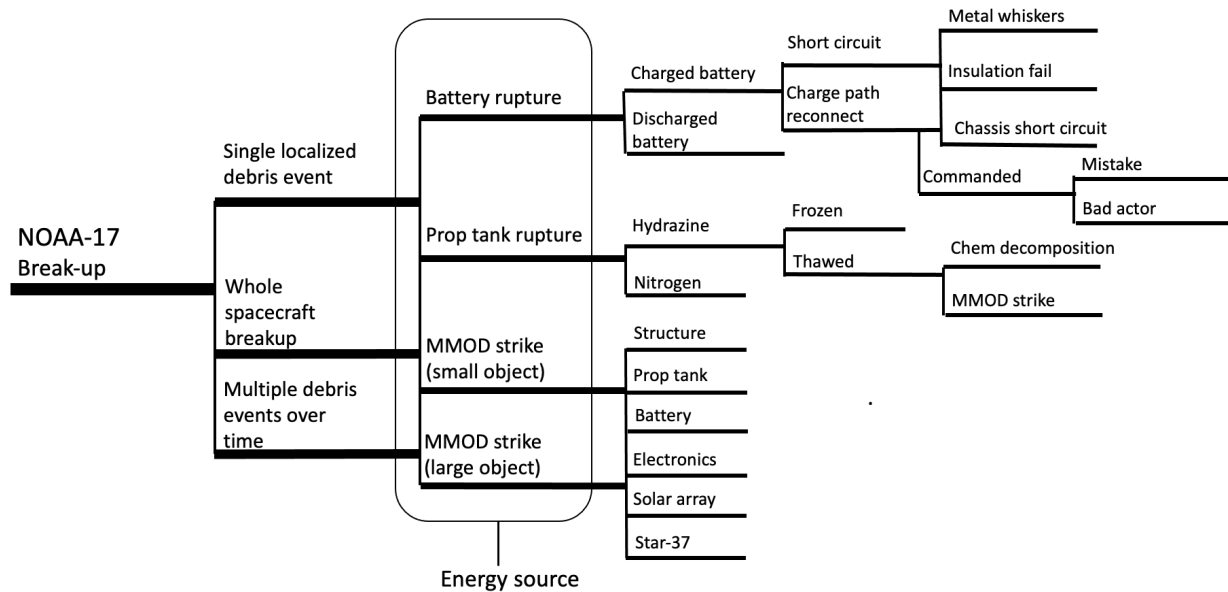 NOAA-17
Break-up
Single localized
debris event
Whole
spacecraft
breakup
Multiple debris
events over
time
Battery rupture
Prop tank rupture
MMOD strike
(small object)
MMOD strike
(large object)
Energy source
Charged battery
Discharged
battery
Hydrazine
Nitrogen
Structure
Prop tank
Battery
Electronics
Solar array
Star-37
Short circuit
Charge path
reconnect
Frozen
Thawed
Metal whiskers
Insulation fail
Chassis short circuit
Commanded
Mistake
Bad actor
Chem decomposition
MMOD strike